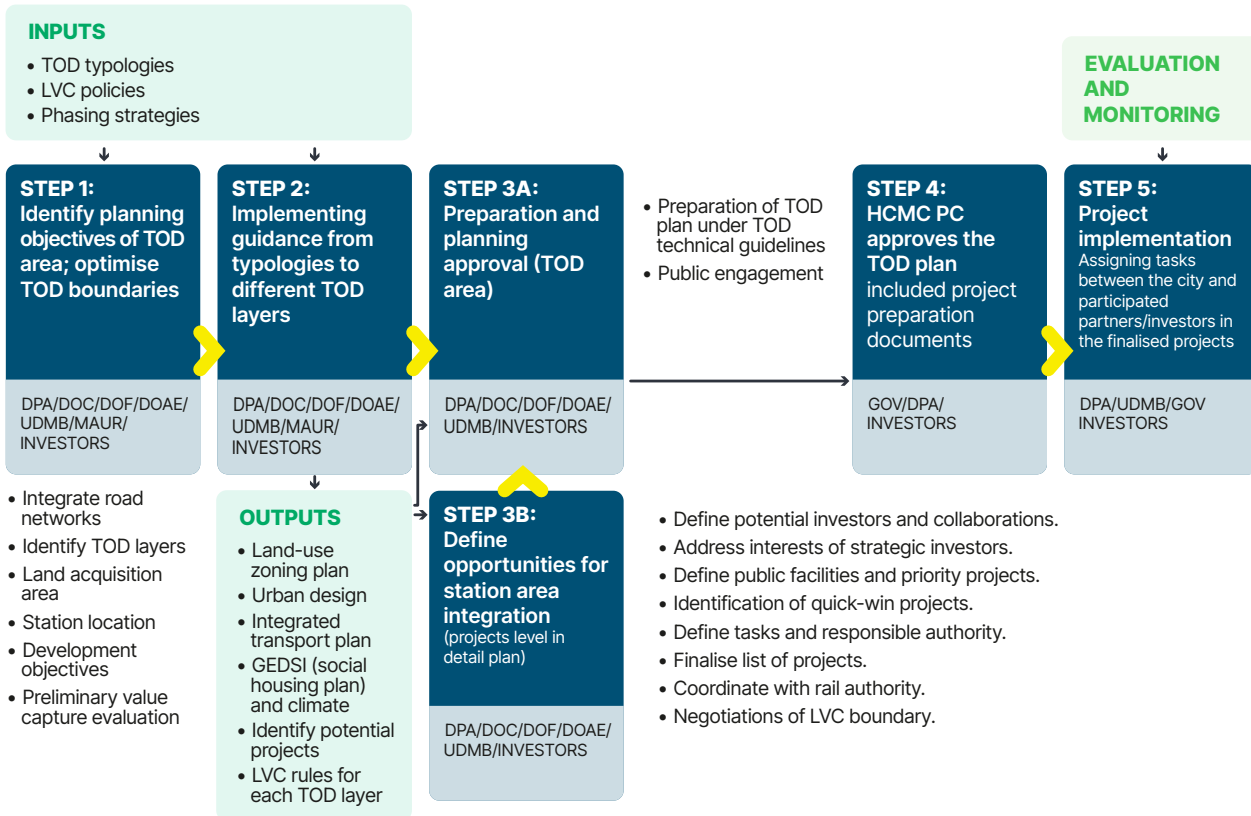 INPUTS
• TOD typologies
• LVC policies
• Phasing strategies
EVALUATION
AND
MONITORING
STEP 1:
Identify planning
objectives of TOD
area; optimise
TOD boundaries
DPA/DOC/DOF/DOAE/
UDMB/MAUR/
INVESTORS
• Integrate road
networks
• Identify TOD layers
• Land acquisition
area
• Station location
• Development
objectives
• Preliminary value
capture evaluation
STEP 2:
Implementing
guidance from
typologies to
different TOD
layers
DPA/DOC/DOF/DOAE/
UDMB/MAUR/
INVESTORS
OUTPUTS
• Land-use
zoning plan
• Urban design
• Integrated
transport plan
• GEDSI (social
housing plan)
and climate
• Identify potential
projects
• LVC rules for
each TOD layer
STEP 3A:
Preparation and
planning
approval (TOD
area)
DPA/DOC/DOF/DOAE/
UDMB/INVESTORS
• Preparation of TOD
plan under TOD
technical guidelines
• Public engagement
STEP 3B:
Define
opportunities for
station area
integration
(projects level in
detail plan)
DPA/DOC/DOF/DOAE/
UDMB/INVESTORS
• Define potential investors and collaborations.
• Address interests of strategic investors.
• Define public facilities and priority projects.
• Identification of quick-win projects.
• Define tasks and responsible authority.
• Finalise list of projects.
• Coordinate with rail authority.
• Negotiations of LVC boundary.
STEP 4:
HCMC PC
approves the
TOD plan
included project
preparation
documents
GOV/DPA/
INVESTORS
STEP 5:
Project
implementation
Assigning tasks
between the city and
participated
partners/investors in
the finalised projects
DPA/UDMB/GOV
INVESTORS